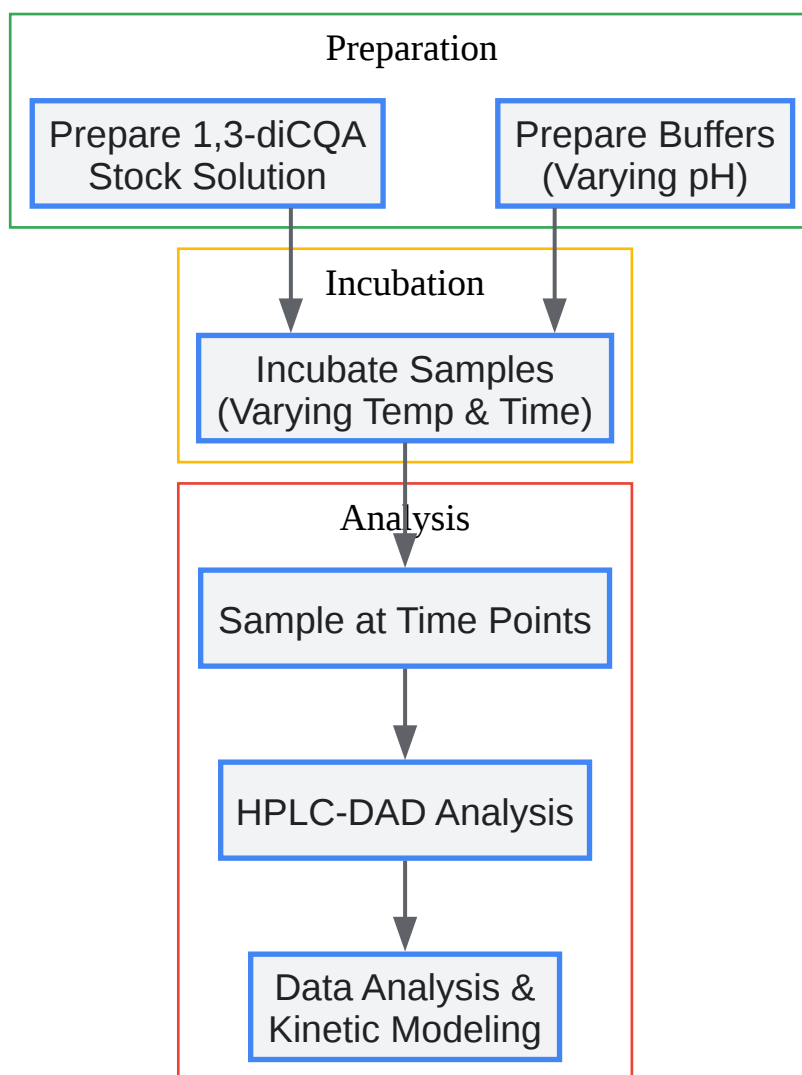 Preparation
Prepare 1,3-diCQA
Stock Solution
Prepare Buffers
(Varying pH)
Incubation
Incubate Samples
(Varying Temp & Time)
Analysis
Sample at Time Points
HPLC-DAD Analysis
Data Analysis &
Kinetic Modeling